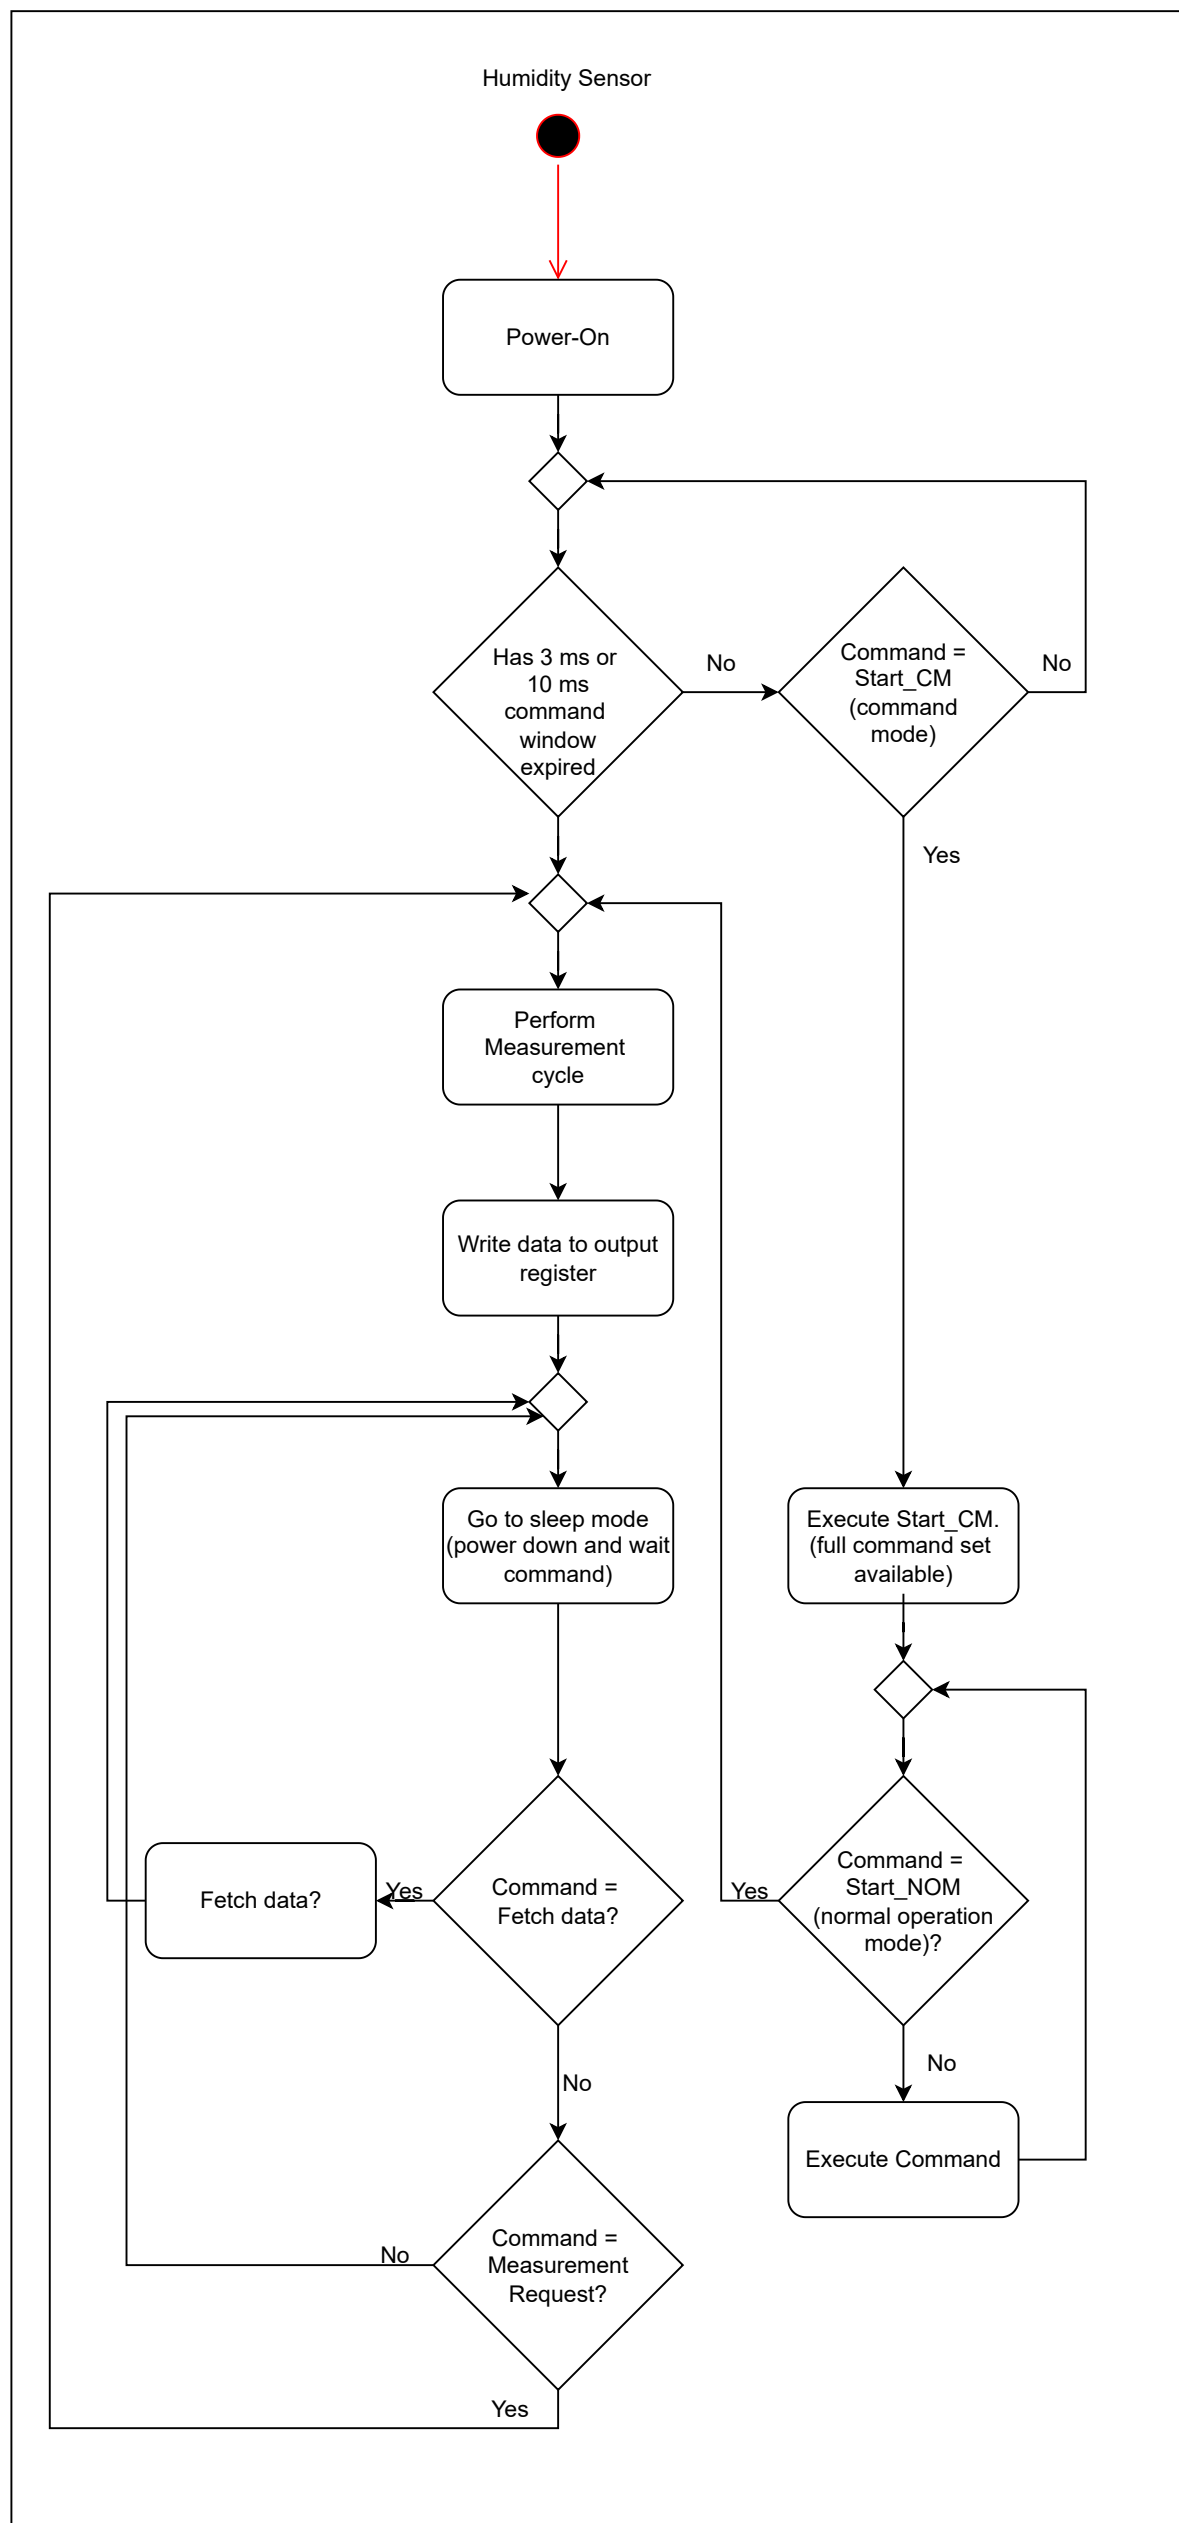 Humidity Sensor
Power-On
Has 3 ms or
10 ms
command
window
expired
No
Command =
Start_CM
(command
mode)
No
Yes
Perform
Measurement
cycle
Write data to output
register
Go to sleep mode
(power down and wait
command)
Execute Start_CM.
(full command set
available)
Fetch data?
Yes
Command =
Fetch data?
Yes
Command =
Start_NOM
(normal operation
mode)?
No
No
Execute Command
Command =
Measurement
Request?
No
Yes